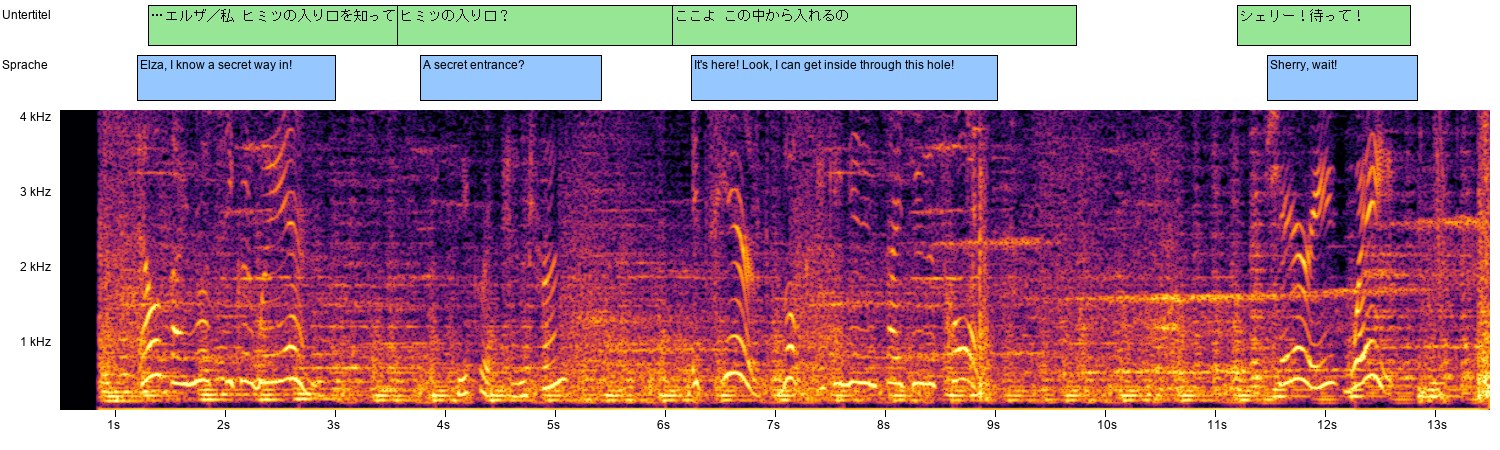 Untertitel
…エルザ／私 ヒミツの入り口を知って
ヒミツの入り口？
ここよ この中から入れるの
シェリー！待って！
Sprache
Elza, I know a secret way in!
A secret entrance?
It's here! Look, I can get inside through this hole!
Sherry, wait!
4 kHz
3 kHz
2 kHz
1 kHz
1s 2s 3s 4s 5s 6s 7s 8s 9s 10s 11s 12s 13s